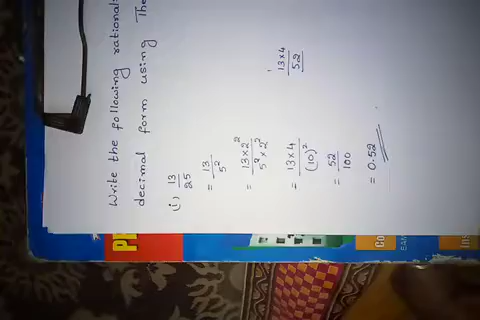 Write the following rational
decimal form using The
(i) 13/25
= 13/5²
= 13×2²/5²×2²
= 13×4/(10)²
= 52/100
= 0.52
13×4
52